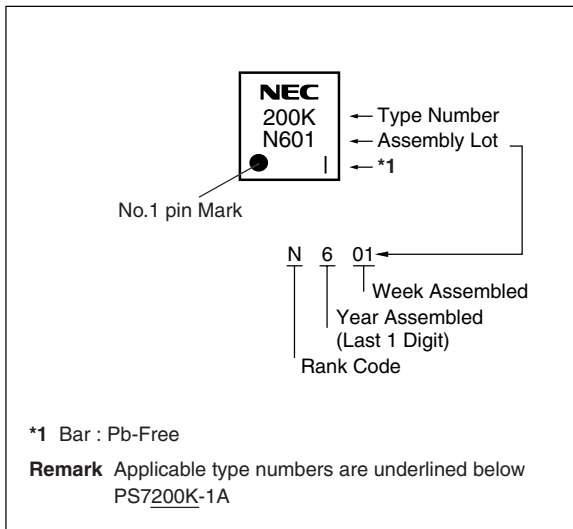 NEC
200K
N601
|
Type Number
Assembly Lot
*1
No.1 pin Mark
N 6 01
Week Assembled
Year Assembled
(Last 1 Digit)
Rank Code
*1 Bar : Pb-Free
Remark Applicable type numbers are underlined below
PS7200K-1A